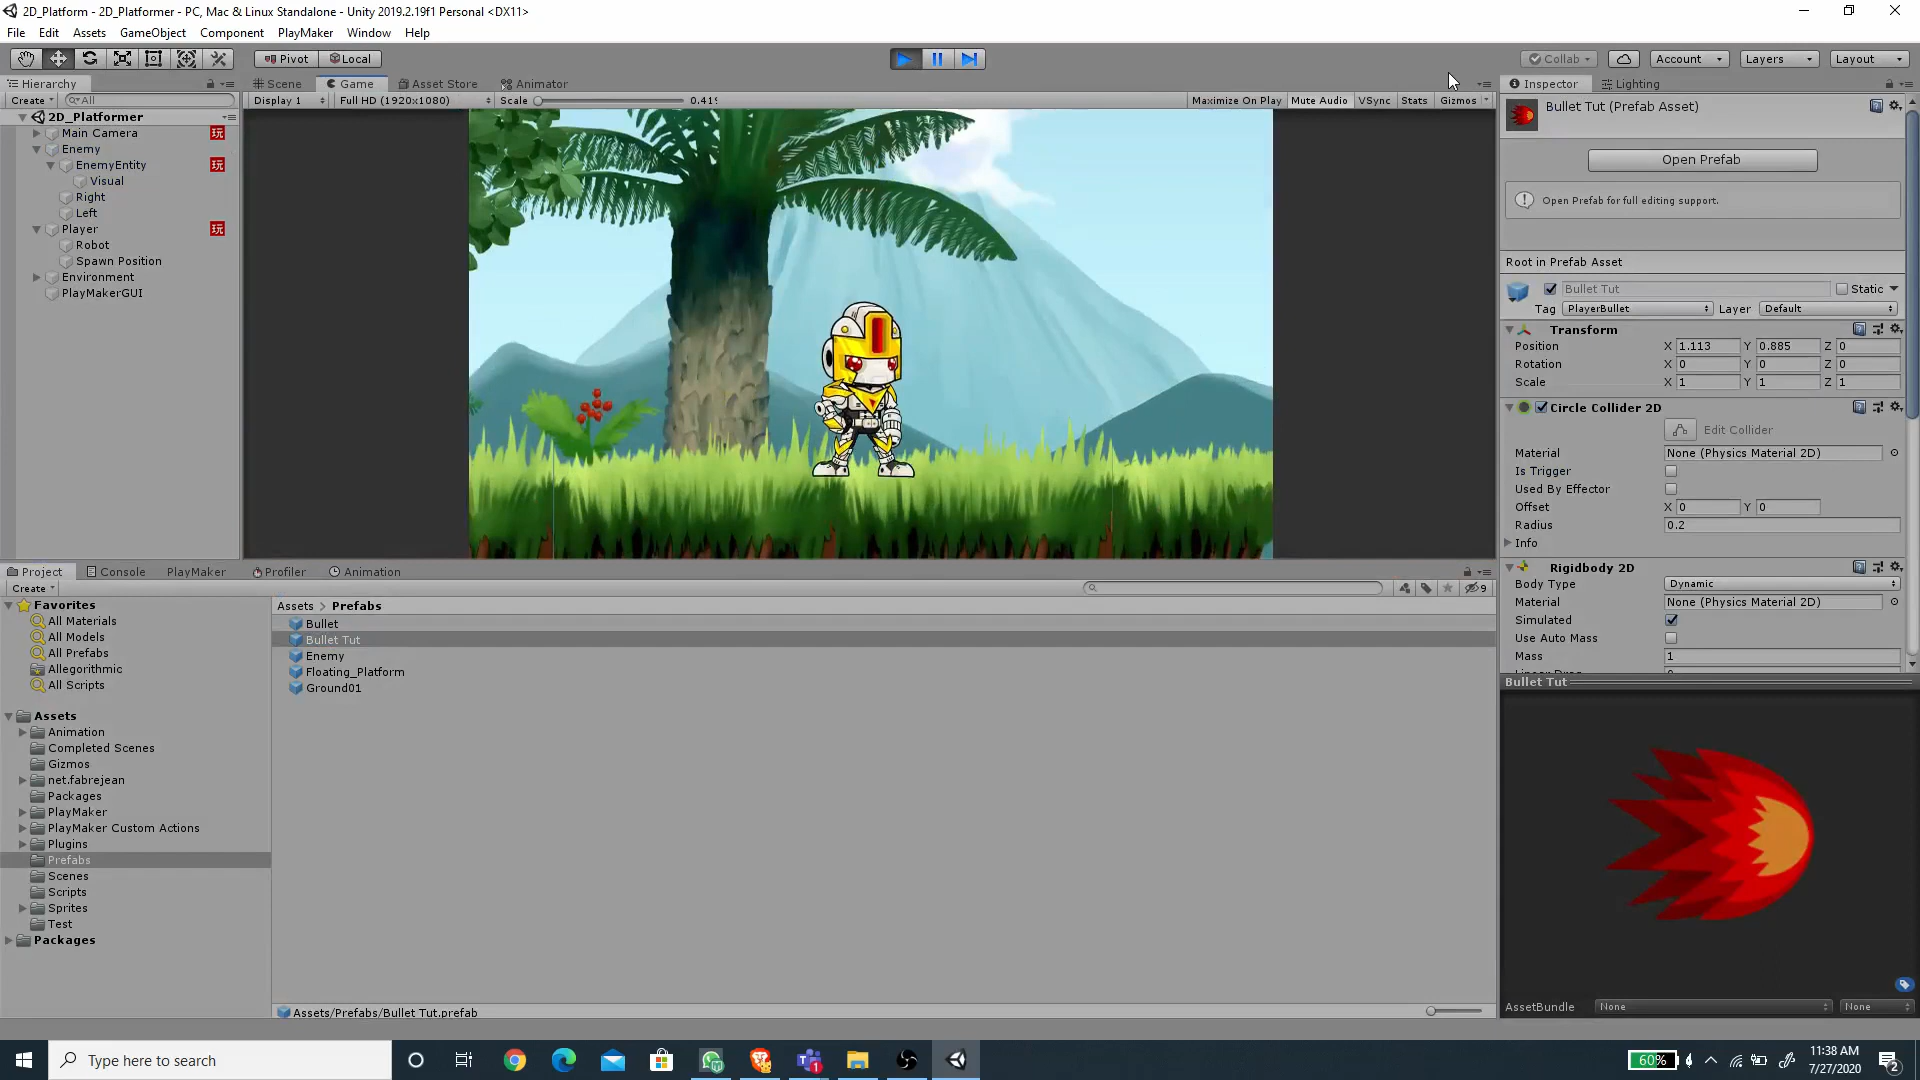 2D_Platform - 2D_Platformer - PC, Mac & Linux Standalone - Unity 2019.2.19f1 Personal <DX11>
File Edit Assets GameObject Component PlayMaker Window Help
Pivot Local Collab Account Layers Layout
Hierarchy Scene Game Asset Store Animator Inspector Lighting
Create All Display 1 Full HD (1920x1080) Scale 0.41 Maximize On Play Mute Audio VSync Stats Gizmos
Bullet Tut (Prefab Asset)
2D_Platformer
Main Camera 玩
Enemy
EnemyEntity 玩
Visual
Right
Left
Player 玩
Robot
Spawn Position
Environment
PlayMakerGUI
Open Prefab
Open Prefab for full editing support.
Root in Prefab Asset
Bullet Tut Static
Tag PlayerBullet Layer Default
Transform
Position X 1.113 Y 0.885 Z 0
Rotation X 0 Y 0 Z 0
Scale X 1 Y 1 Z 1
Circle Collider 2D
Edit Collider
Material None (Physics Material 2D)
Is Trigger
Used By Effector
Offset X 0 Y 0
Radius 0.2
Info
Rigidbody 2D
Body Type Dynamic
Material None (Physics Material 2D)
Simulated
Use Auto Mass
Mass 1
Bullet Tut
AssetBundle None None
Project Console PlayMaker Profiler Animation
Create 9
Favorites
All Materials
All Models
All Prefabs
Allegorithmic
All Scripts
Assets
Animation
Completed Scenes
Gizmos
net.fabrejean
Packages
PlayMaker
PlayMaker Custom Actions
Plugins
Prefabs
Scenes
Scripts
Sprites
Test
Packages
Assets > Prefabs
Bullet
Bullet Tut
Enemy
Floating_Platform
Ground01
Assets/Prefabs/Bullet Tut.prefab
Type here to search
1
60%
11:38 AM
7/27/2020
2